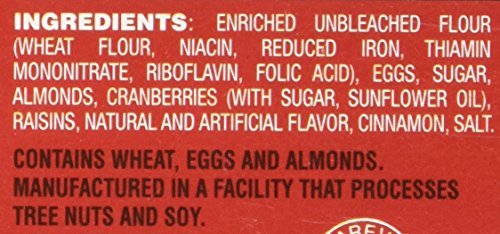 INGREDIENTS: ENRICHED UNBLEACHED FLOUR
(WHEAT FLOUR, NIACIN, REDUCED IRON, THIAMIN
MONONITRATE, RIBOFLAVIN, FOLIC ACID), EGGS, SUGAR,
ALMONDS, CRANBERRIES (WITH SUGAR, SUNFLOWER OIL),
RAISINS, NATURAL AND ARTIFICIAL FLAVOR, CINNAMON, SALT.
CONTAINS WHEAT, EGGS AND ALMONDS.
MANUFACTURED IN A FACILITY THAT PROCESSES
TREE NUTS AND SOY.